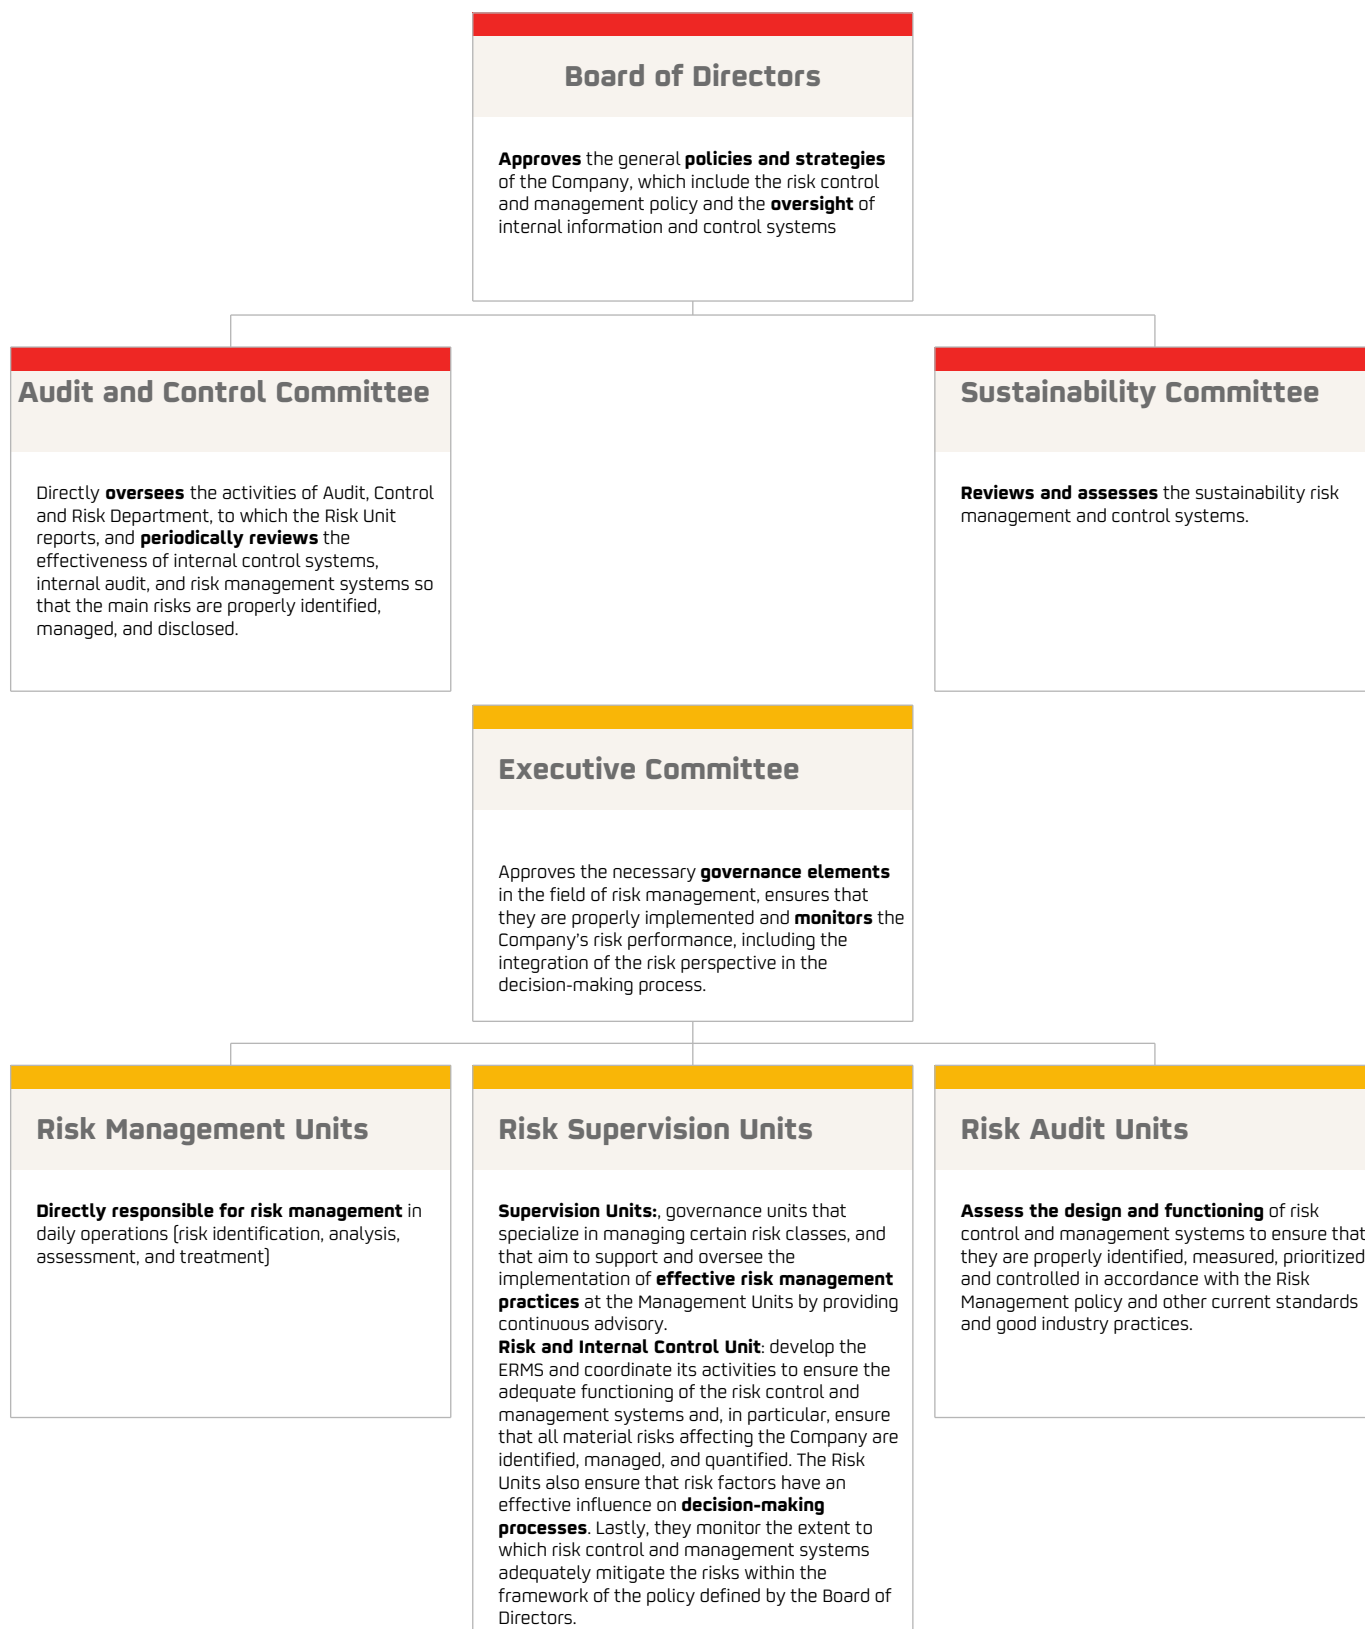 Board of Directors
Approves the general policies and strategies
of the Company, which include the risk control
and management policy and the oversight of
internal information and control systems
Audit and Control Committee
Directly oversees the activities of Audit, Control
and Risk Department, to which the Risk Unit
reports, and periodically reviews the
effectiveness of internal control systems,
internal audit, and risk management systems so
that the main risks are properly identified,
managed, and disclosed.
Sustainability Committee
Reviews and assesses the sustainability risk
management and control systems.
Executive Committee
Approves the necessary governance elements
in the field of risk management, ensures that
they are properly implemented and monitors the
Company’s risk performance, including the
integration of the risk perspective in the
decision-making process.
Risk Management Units
Directly responsible for risk management in
daily operations (risk identification, analysis,
assessment, and treatment)
Risk Supervision Units
Supervision Units:, governance units that
specialize in managing certain risk classes, and
that aim to support and oversee the
implementation of effective risk management
practices at the Management Units by providing
continuous advisory.
Risk and Internal Control Unit: develop the
ERMS and coordinate its activities to ensure the
adequate functioning of the risk control and
management systems and, in particular, ensure
that all material risks affecting the Company are
identified, managed, and quantified. The Risk
Units also ensure that risk factors have an
effective influence on decision-making
processes. Lastly, they monitor the extent to
which risk control and management systems
adequately mitigate the risks within the
framework of the policy defined by the Board of
Directors.
Risk Audit Units
Assess the design and functioning of risk
control and management systems to ensure that
they are properly identified, measured, prioritized
and controlled in accordance with the Risk
Management policy and other current standards
and good industry practices.